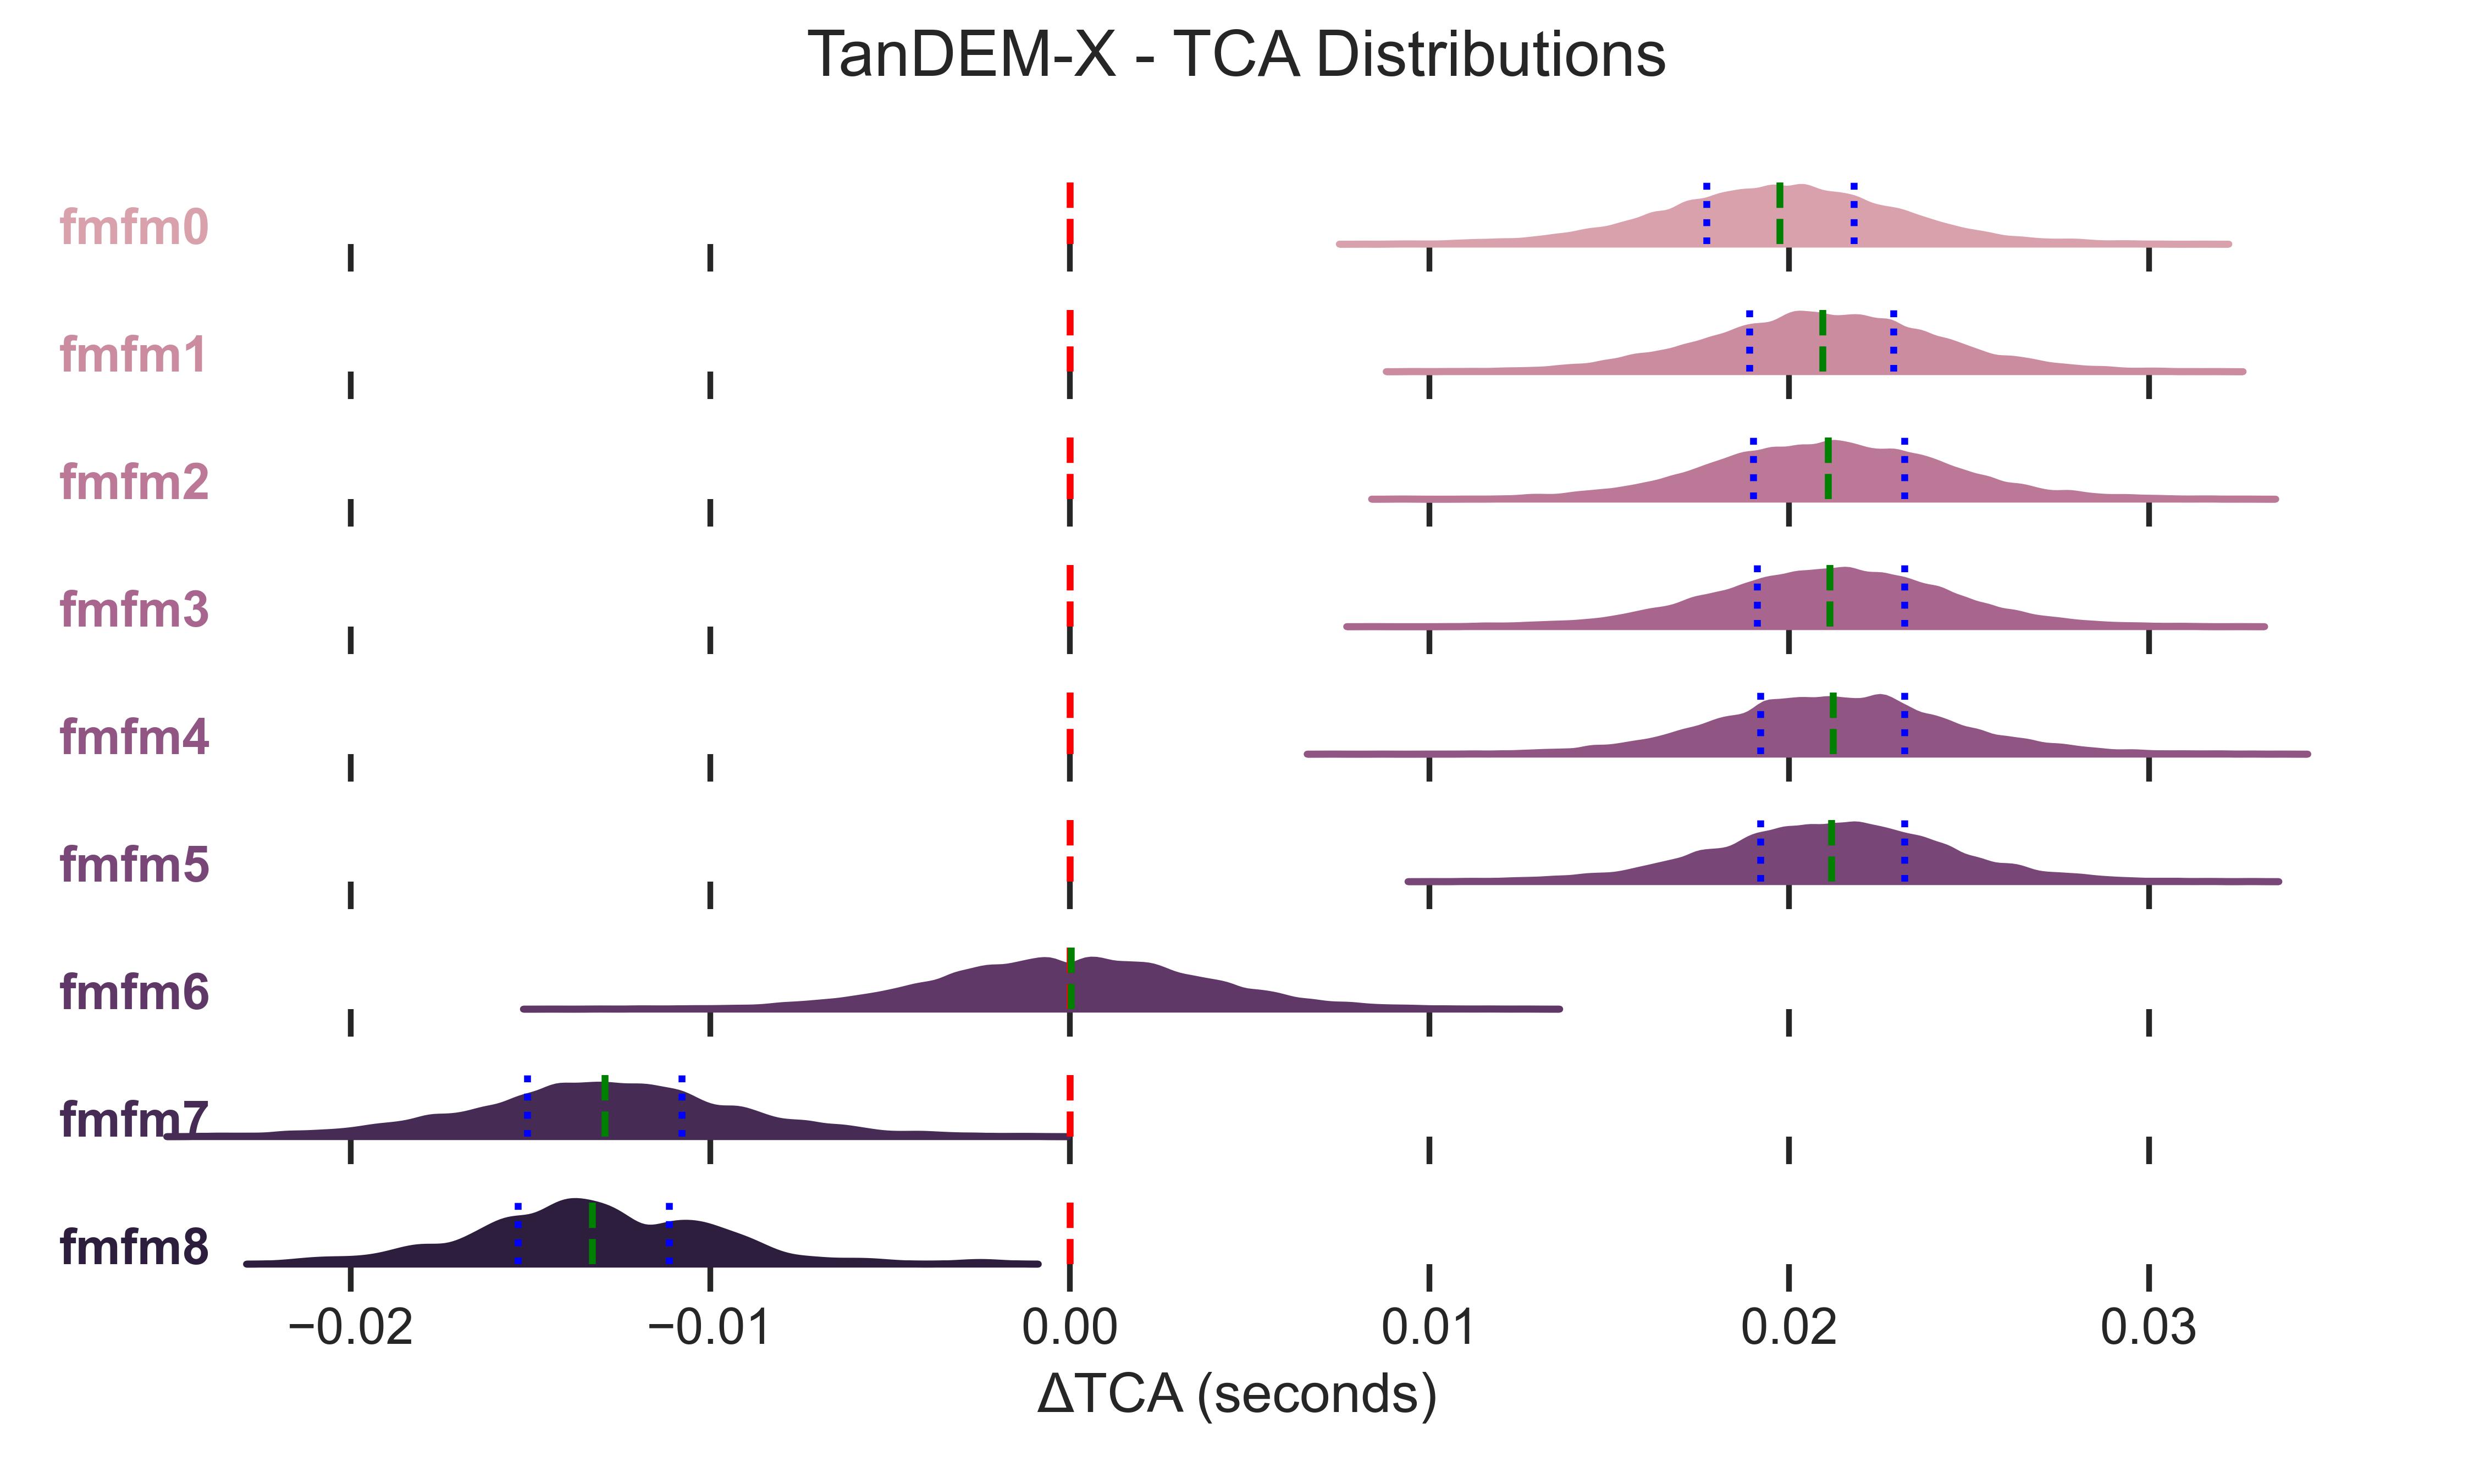 TanDEM-X - TCA Distributions
fmfm0
fmfm1
fmfm2
fmfm3
fmfm4
fmfm5
fmfm6
fmfm7
fmfm8
−0.02 −0.01 0.00 0.01 0.02 0.03
ΔTCA (seconds)